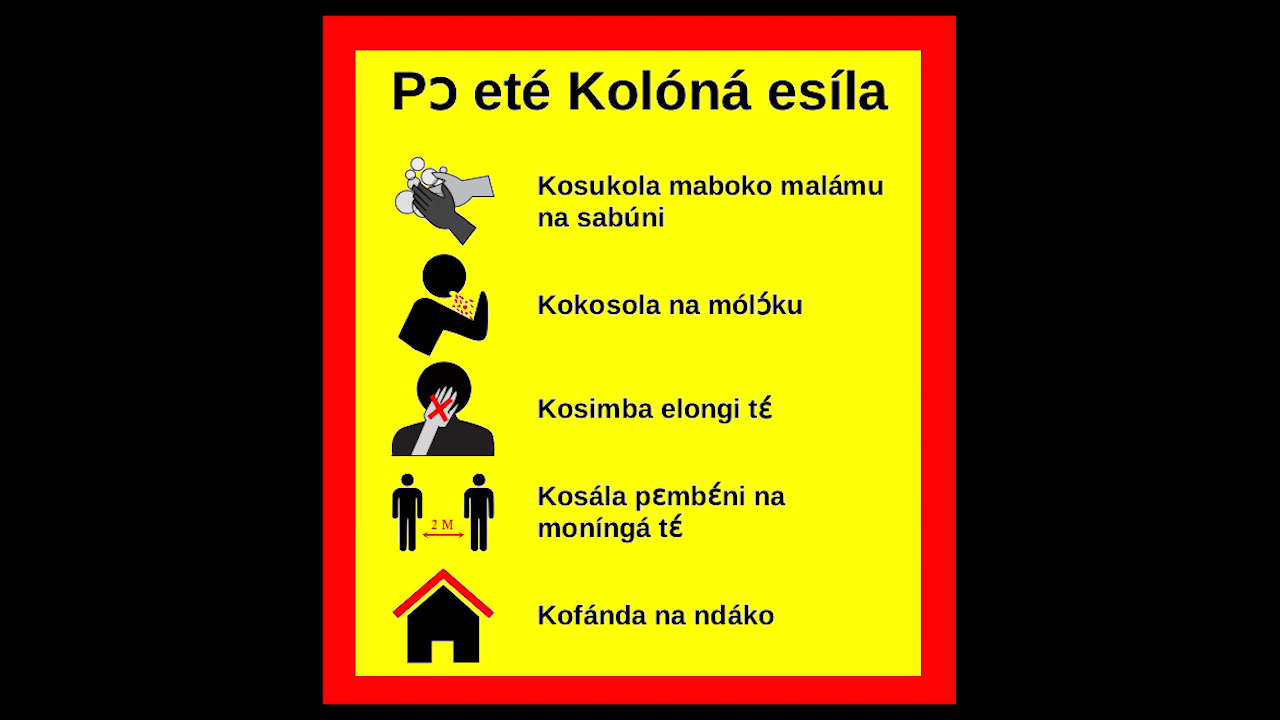 Pɔ eté Kolóná esíla
Kosukola maboko malámu
na sabúni
Kokosola na mólɔ́ku
Kosimba elongi tɛ́
2 M
Kosála pɛmbɛ́ni na
moníngá tɛ́
Kofánda na ndáko